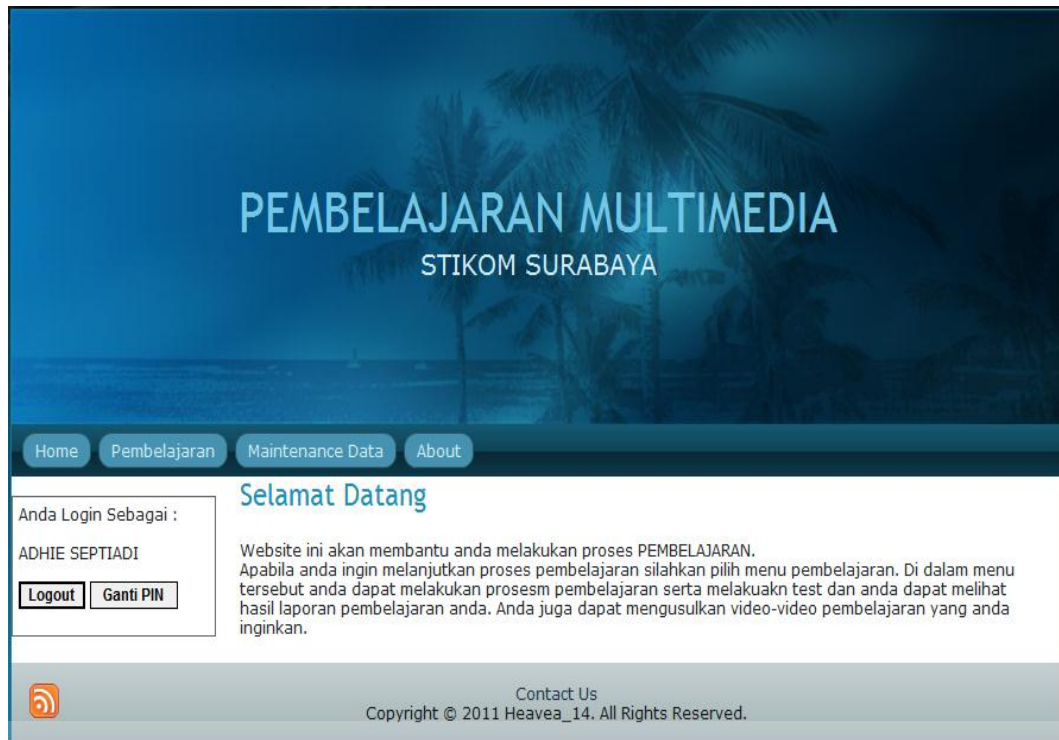 PEMBELAJARAN MULTIMEDIA
STIKOM SURABAYA
Home Pembelajaran Maintenance Data About
Anda Login Sebagai :
ADHIE SEPTIADI
Logout Ganti PIN
Selamat Datang
Website ini akan membantu anda melakukan proses PEMBELAJARAN.
Apabila anda ingin melanjutkan proses pembelajaran silahkan pilih menu pembelajaran. Di dalam menu
tersebut anda dapat melakukan prosesm pembelajaran serta melakuakn test dan anda dapat melihat
hasil laporan pembelajaran anda. Anda juga dapat mengusulkan video-video pembelajaran yang anda
inginkan.
Contact Us
Copyright © 2011 Heavea_14. All Rights Reserved.